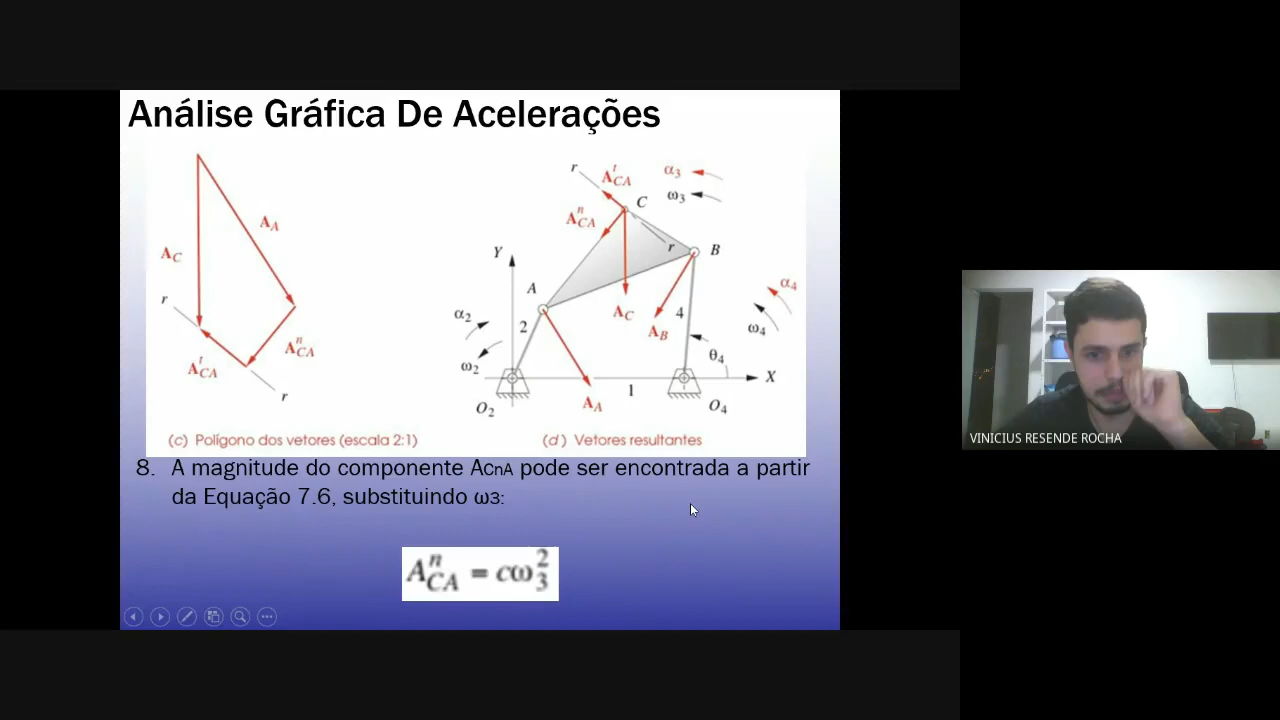 Análise Gráfica De Acelerações
A_A
A_C
r
A^n_CA
A^t_CA
r
(c) Polígono dos vetores (escala 2:1)
r
A^t_CA
α3
C
ω3
A^n_CA
r
B
Y
A
α4
A_C
4
A_B
α2
2
ω4
θ4
ω2
X
1
O2
A_A
O4
(d) Vetores resultantes
8. A magnitude do componente ACnA pode ser encontrada a partir
da Equação 7.6, substituindo ω3:
A^n_CA = cω^2_3
VINICIUS RESENDE ROCHA